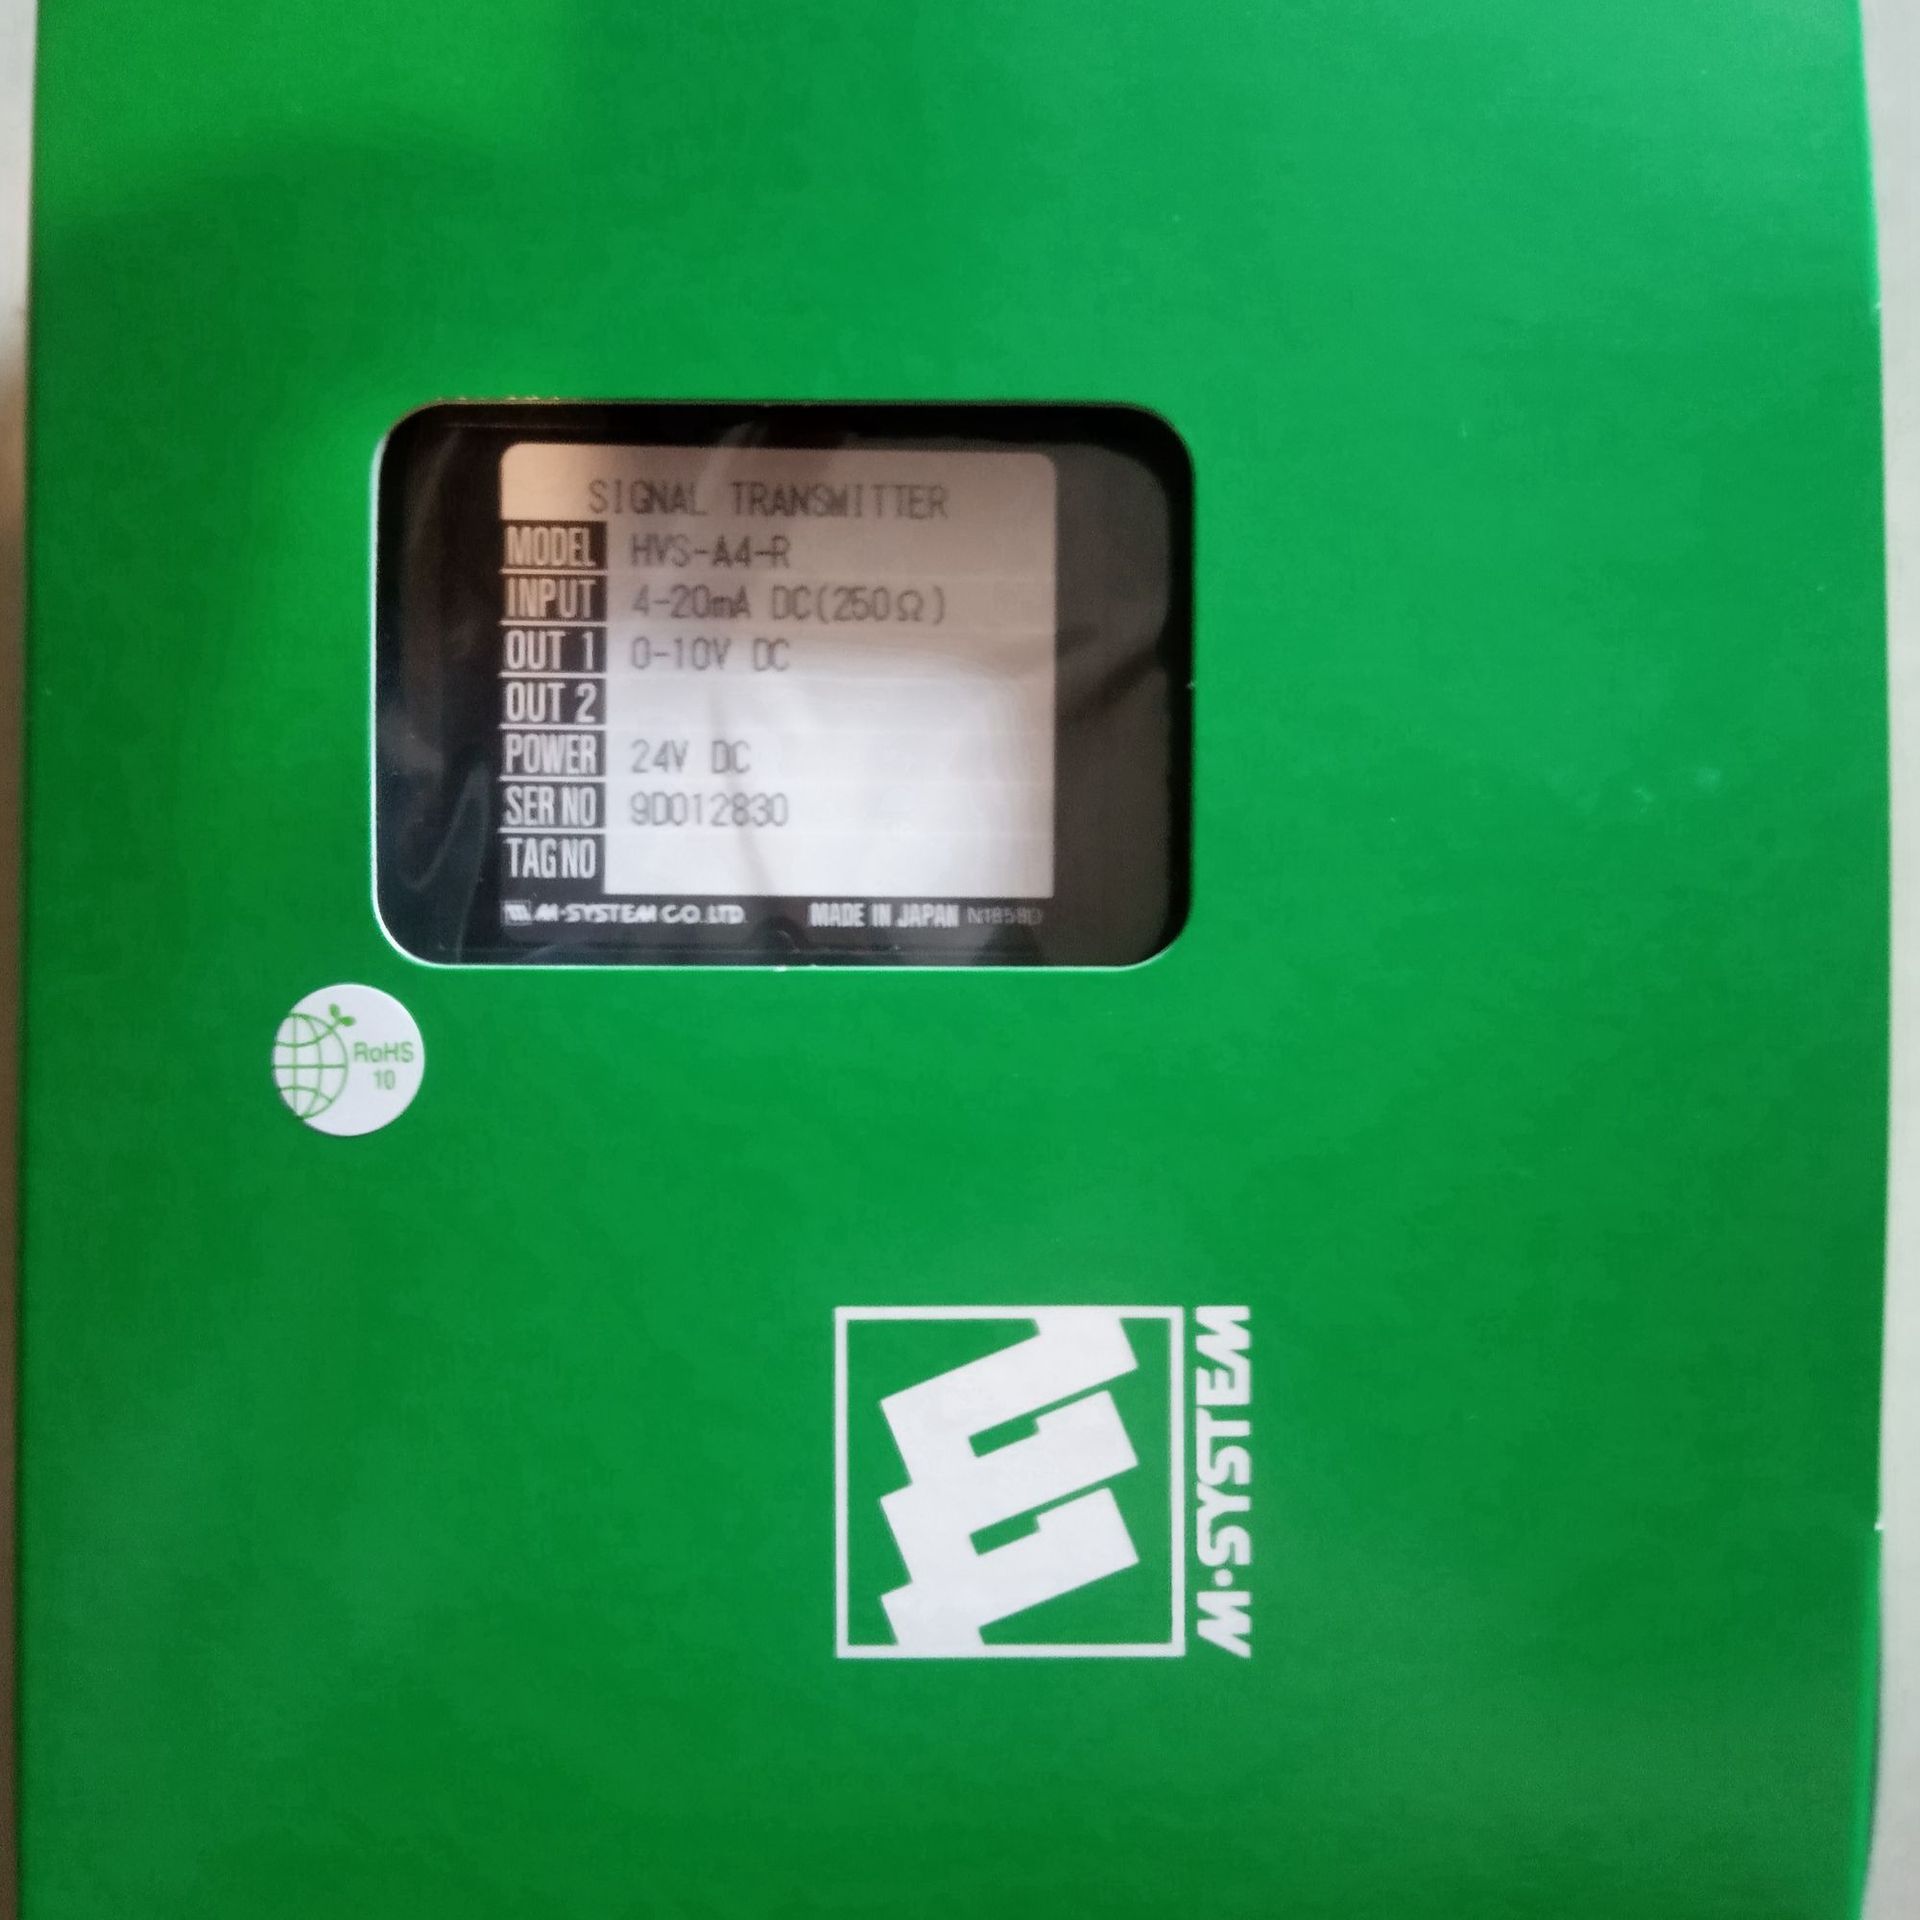 SIGNAL TRANSMITTER
MODEL HVS-A4-R
INPUT 4-20mA DC(250Ω)
OUT 1 0-10V DC
OUT 2
POWER 24V DC
SER NO 9D012830
TAG NO
M·SYSTEM CO.,LTD. MADE IN JAPAN
RoHS
10
M·SYSTEM